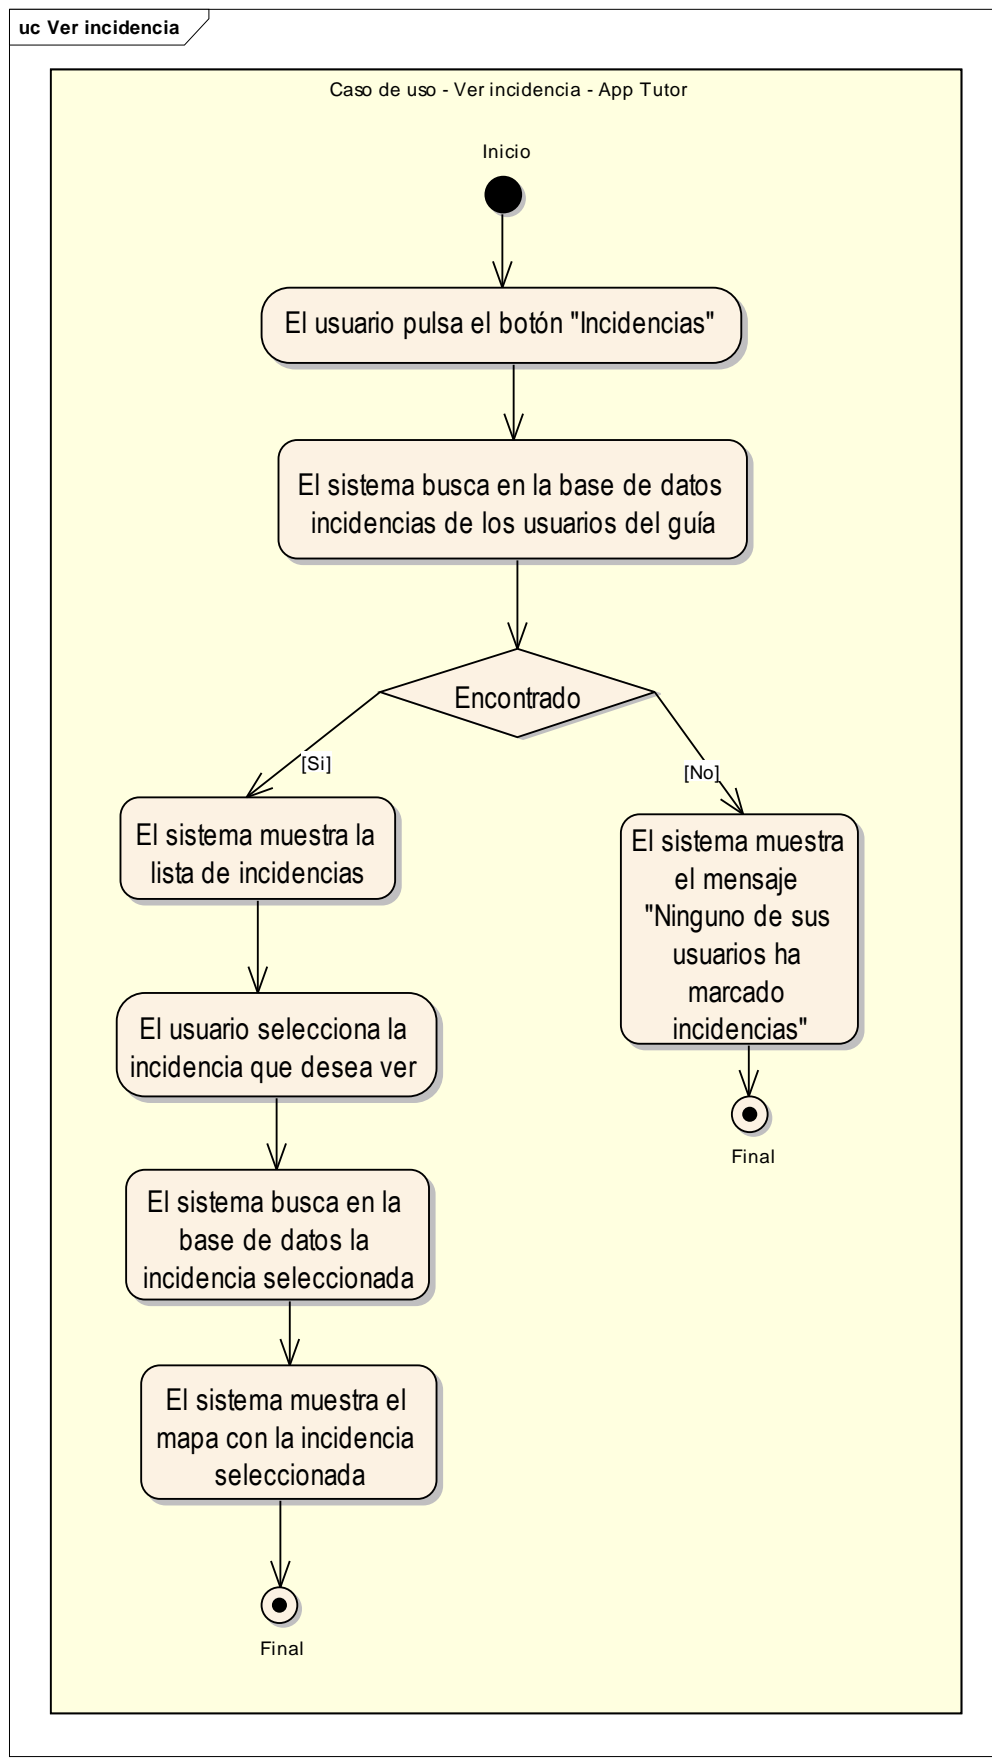 uc Ver incidencia
Caso de uso - Ver incidencia - App Tutor
Inicio
El usuario pulsa el botón "Incidencias"
El sistema busca en la base de datos
incidencias de los usuarios del guía
Encontrado
[Si]
[No]
El sistema muestra la
lista de incidencias
El sistema muestra
el mensaje
"Ninguno de sus
usuarios ha
marcado
incidencias"
El usuario selecciona la
incidencia que desea ver
Final
El sistema busca en la
base de datos la
incidencia seleccionada
El sistema muestra el
mapa con la incidencia
seleccionada
Final